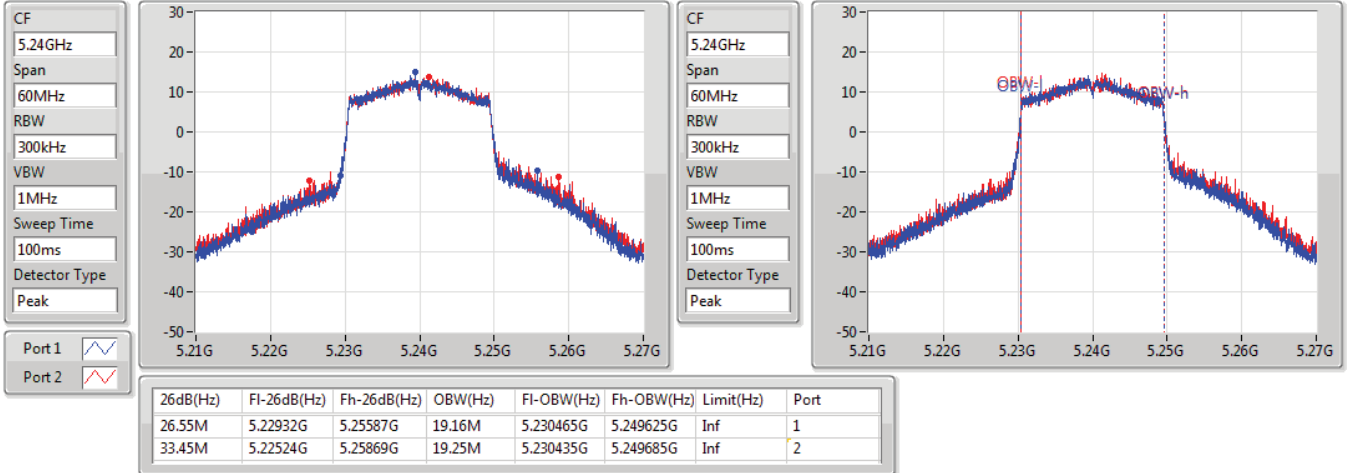 CF
5.24GHz
Span
60MHz
RBW
300kHz
VBW
1MHz
Sweep Time
100ms
Detector Type
Peak
Port 1
Port 2
30
20
10
0
-10
-20
-30
-40
-50
5.21G 5.22G 5.23G 5.24G 5.25G 5.26G 5.27G
CF
5.24GHz
Span
60MHz
RBW
300kHz
VBW
1MHz
Sweep Time
100ms
Detector Type
Peak
30
20
10
0
-10
-20
-30
-40
-50
OBW-l
OBW-h
5.21G 5.22G 5.23G 5.24G 5.25G 5.26G 5.27G
26dB(Hz) Fl-26dB(Hz) Fh-26dB(Hz) OBW(Hz) Fl-OBW(Hz) Fh-OBW(Hz) Limit(Hz) Port
26.55M 5.22932G 5.25587G 19.16M 5.230465G 5.249625G Inf 1
33.45M 5.22524G 5.25869G 19.25M 5.230435G 5.249685G Inf 2